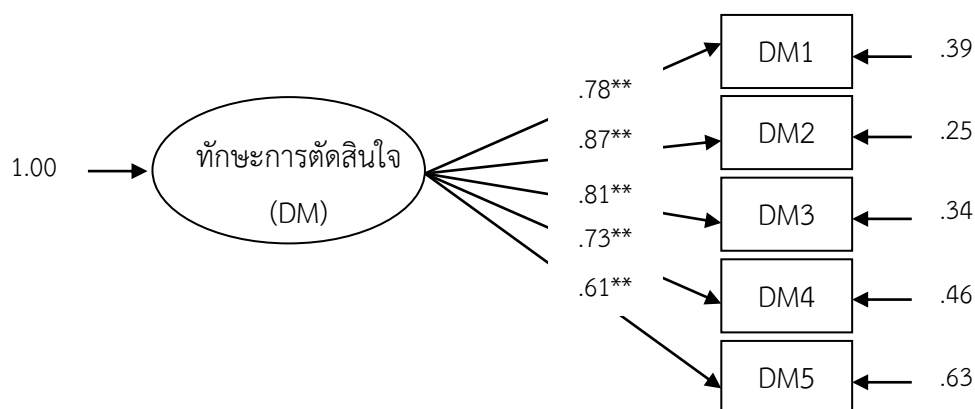 DM1
.39
.78**
DM2
.25
.87**
ทักษะการตัดสินใจ
1.00
(DM)
.81**
DM3
.34
.73**
.61**
DM4
.46
DM5
.63